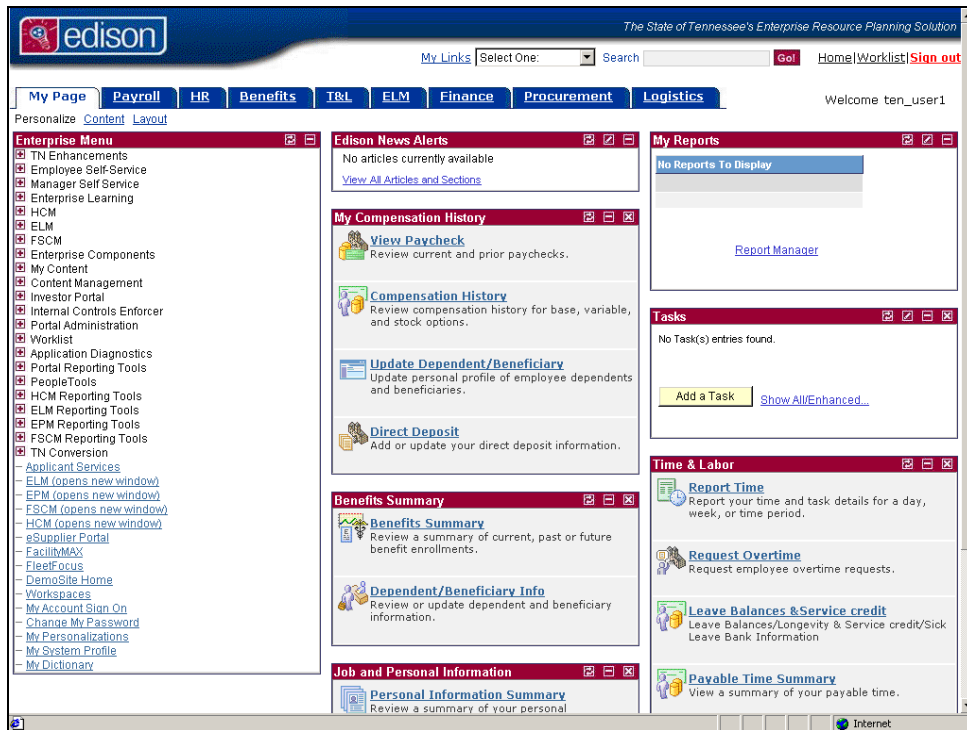 edison
The State of Tennessee's Enterprise Resource Planning Solution
My Links Select One: Search Go! Home|Worklist|Sign out
My Page Payroll HR Benefits T&L ELM Finance Procurement Logistics
Welcome ten_user1
Personalize Content Layout
Enterprise Menu
TN Enhancements
Employee Self-Service
Manager Self Service
Enterprise Learning
HCM
ELM
FSCM
Enterprise Components
My Content
Content Management
Investor Portal
Internal Controls Enforcer
Portal Administration
Worklist
Application Diagnostics
Portal Reporting Tools
PeopleTools
HCM Reporting Tools
ELM Reporting Tools
EPM Reporting Tools
FSCM Reporting Tools
TN Conversion
Applicant Services
ELM (opens new window)
EPM (opens new window)
FSCM (opens new window)
HCM (opens new window)
eSupplier Portal
FacilityMAX
FleetFocus
DemoSite Home
Workspaces
My Account Sign On
Change My Password
My Personalizations
My System Profile
My Dictionary
Edison News Alerts
No articles currently available
View All Articles and Sections
My Compensation History
View Paycheck
Review current and prior paychecks.
Compensation History
Review compensation history for base, variable,
and stock options.
Update Dependent/Beneficiary
Update personal profile of employee dependents
and beneficiaries.
Direct Deposit
Add or update your direct deposit information.
Benefits Summary
Benefits Summary
Review a summary of current, past or future
benefit enrollments.
Dependent/Beneficiary Info
Review or update dependent and beneficiary
information.
Job and Personal Information
Personal Information Summary
Review a summary of your personal
My Reports
No Reports To Display
Report Manager
Tasks
No Task(s) entries found.
Add a Task Show All/Enhanced...
Time & Labor
Report Time
Report your time and task details for a day,
week, or time period.
Request Overtime
Request employee overtime requests.
Leave Balances &Service credit
Leave Balances/Longevity & Service credit/Sick
Leave Bank Information
Payable Time Summary
View a summary of your payable time.
Internet